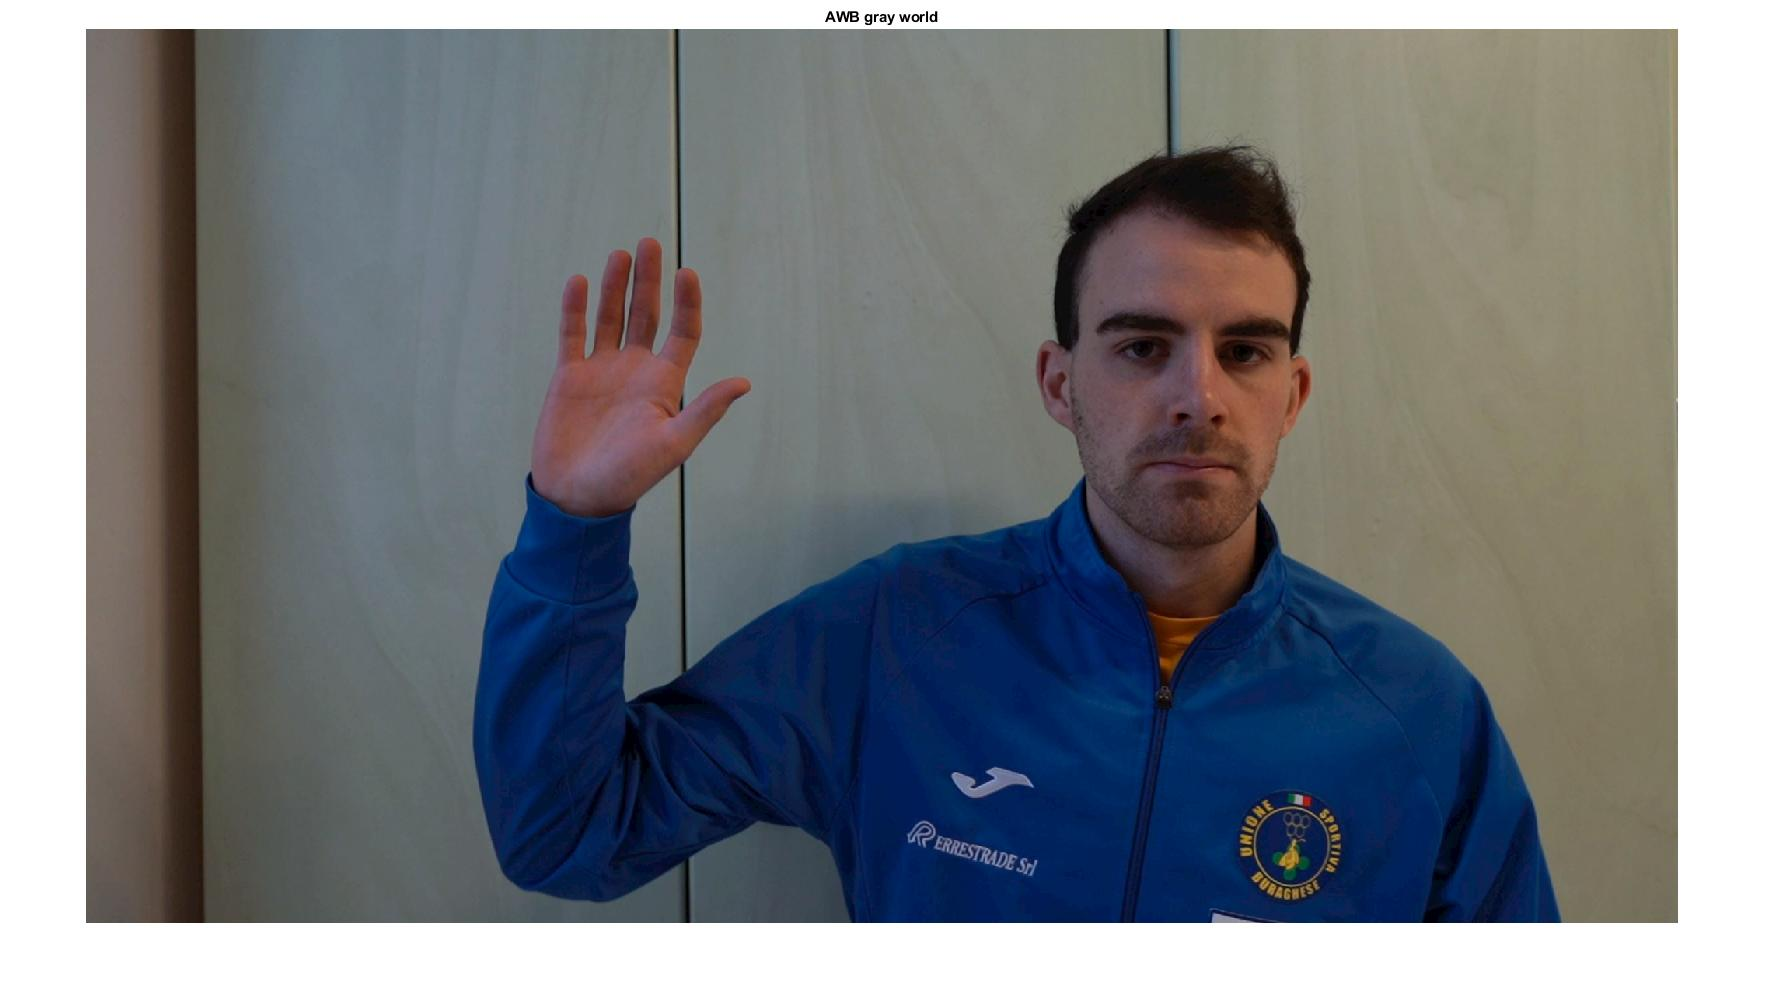 AWB gray world
ERRESTRADE Srl
UNIONE SPORTIVA
BURAGHESE